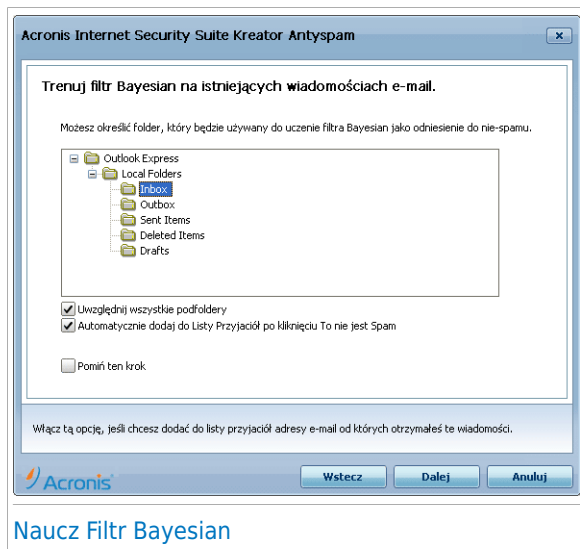 Acronis Internet Security Suite Kreator Antyspam
Trenuj filtr Bayesian na istniejących wiadomościach e-mail.
Możesz określić folder, który będzie używany do uczenie filtra Bayesian jako odniesienie do nie-spamu.
Outlook Express
Local Folders
Inbox
Outbox
Sent Items
Deleted Items
Drafts
Uwzględnij wszystkie podfoldery
Automatycznie dodaj do Listy Przyjaciół po kliknięciu To nie jest Spam
Pomiń ten krok
Włącz tą opcję, jeśli chcesz dodać do listy przyjaciół adresy e-mail od których otrzymałeś te wiadomości.
Acronis
Wstecz Dalej Anuluj
Naucz Filtr Bayesian